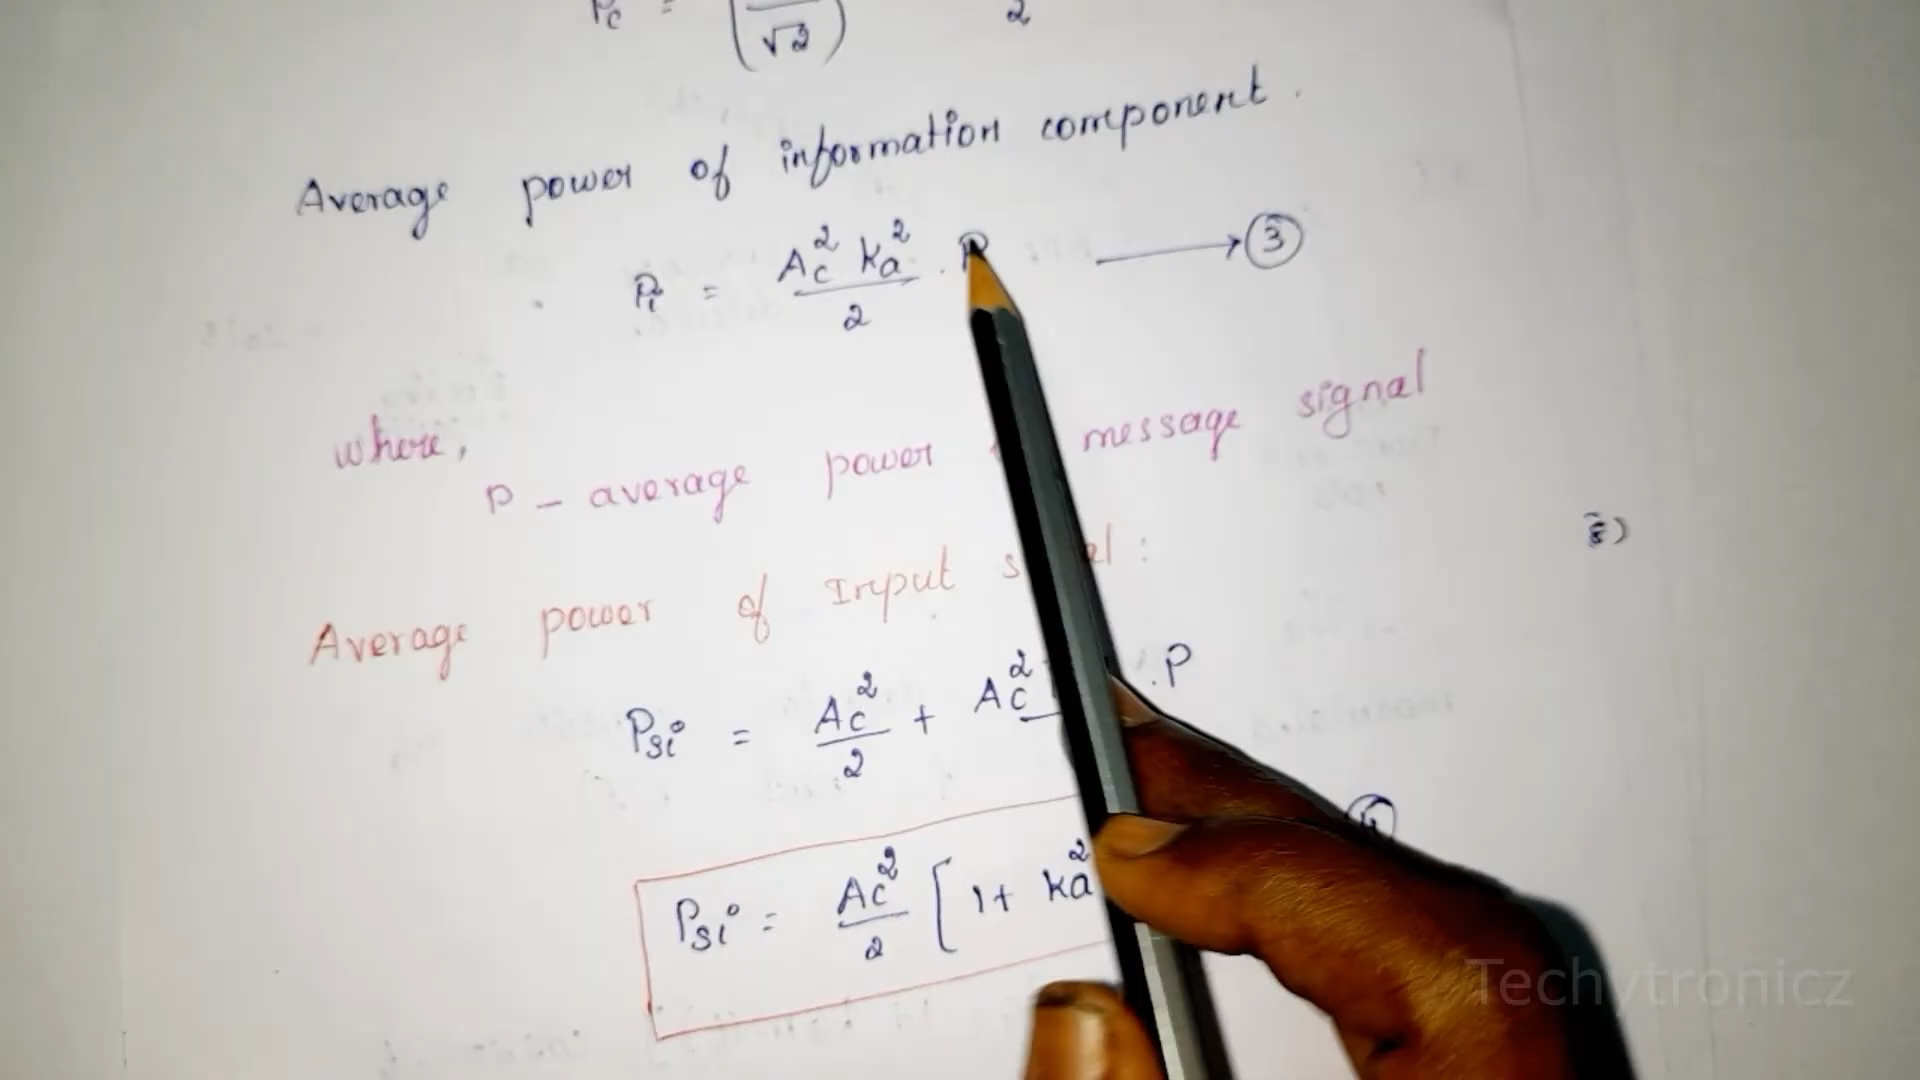 Pc = (√2) 2
Average power of information component.
Pi = Ac² Ka² / 2 . P → ③
where,
P – average power message signal
Average power of Input :
Psi = Ac² / 2 + Ac² . P
④
Psi = Ac² / 2 [ 1 + Ka²
Techytronicz